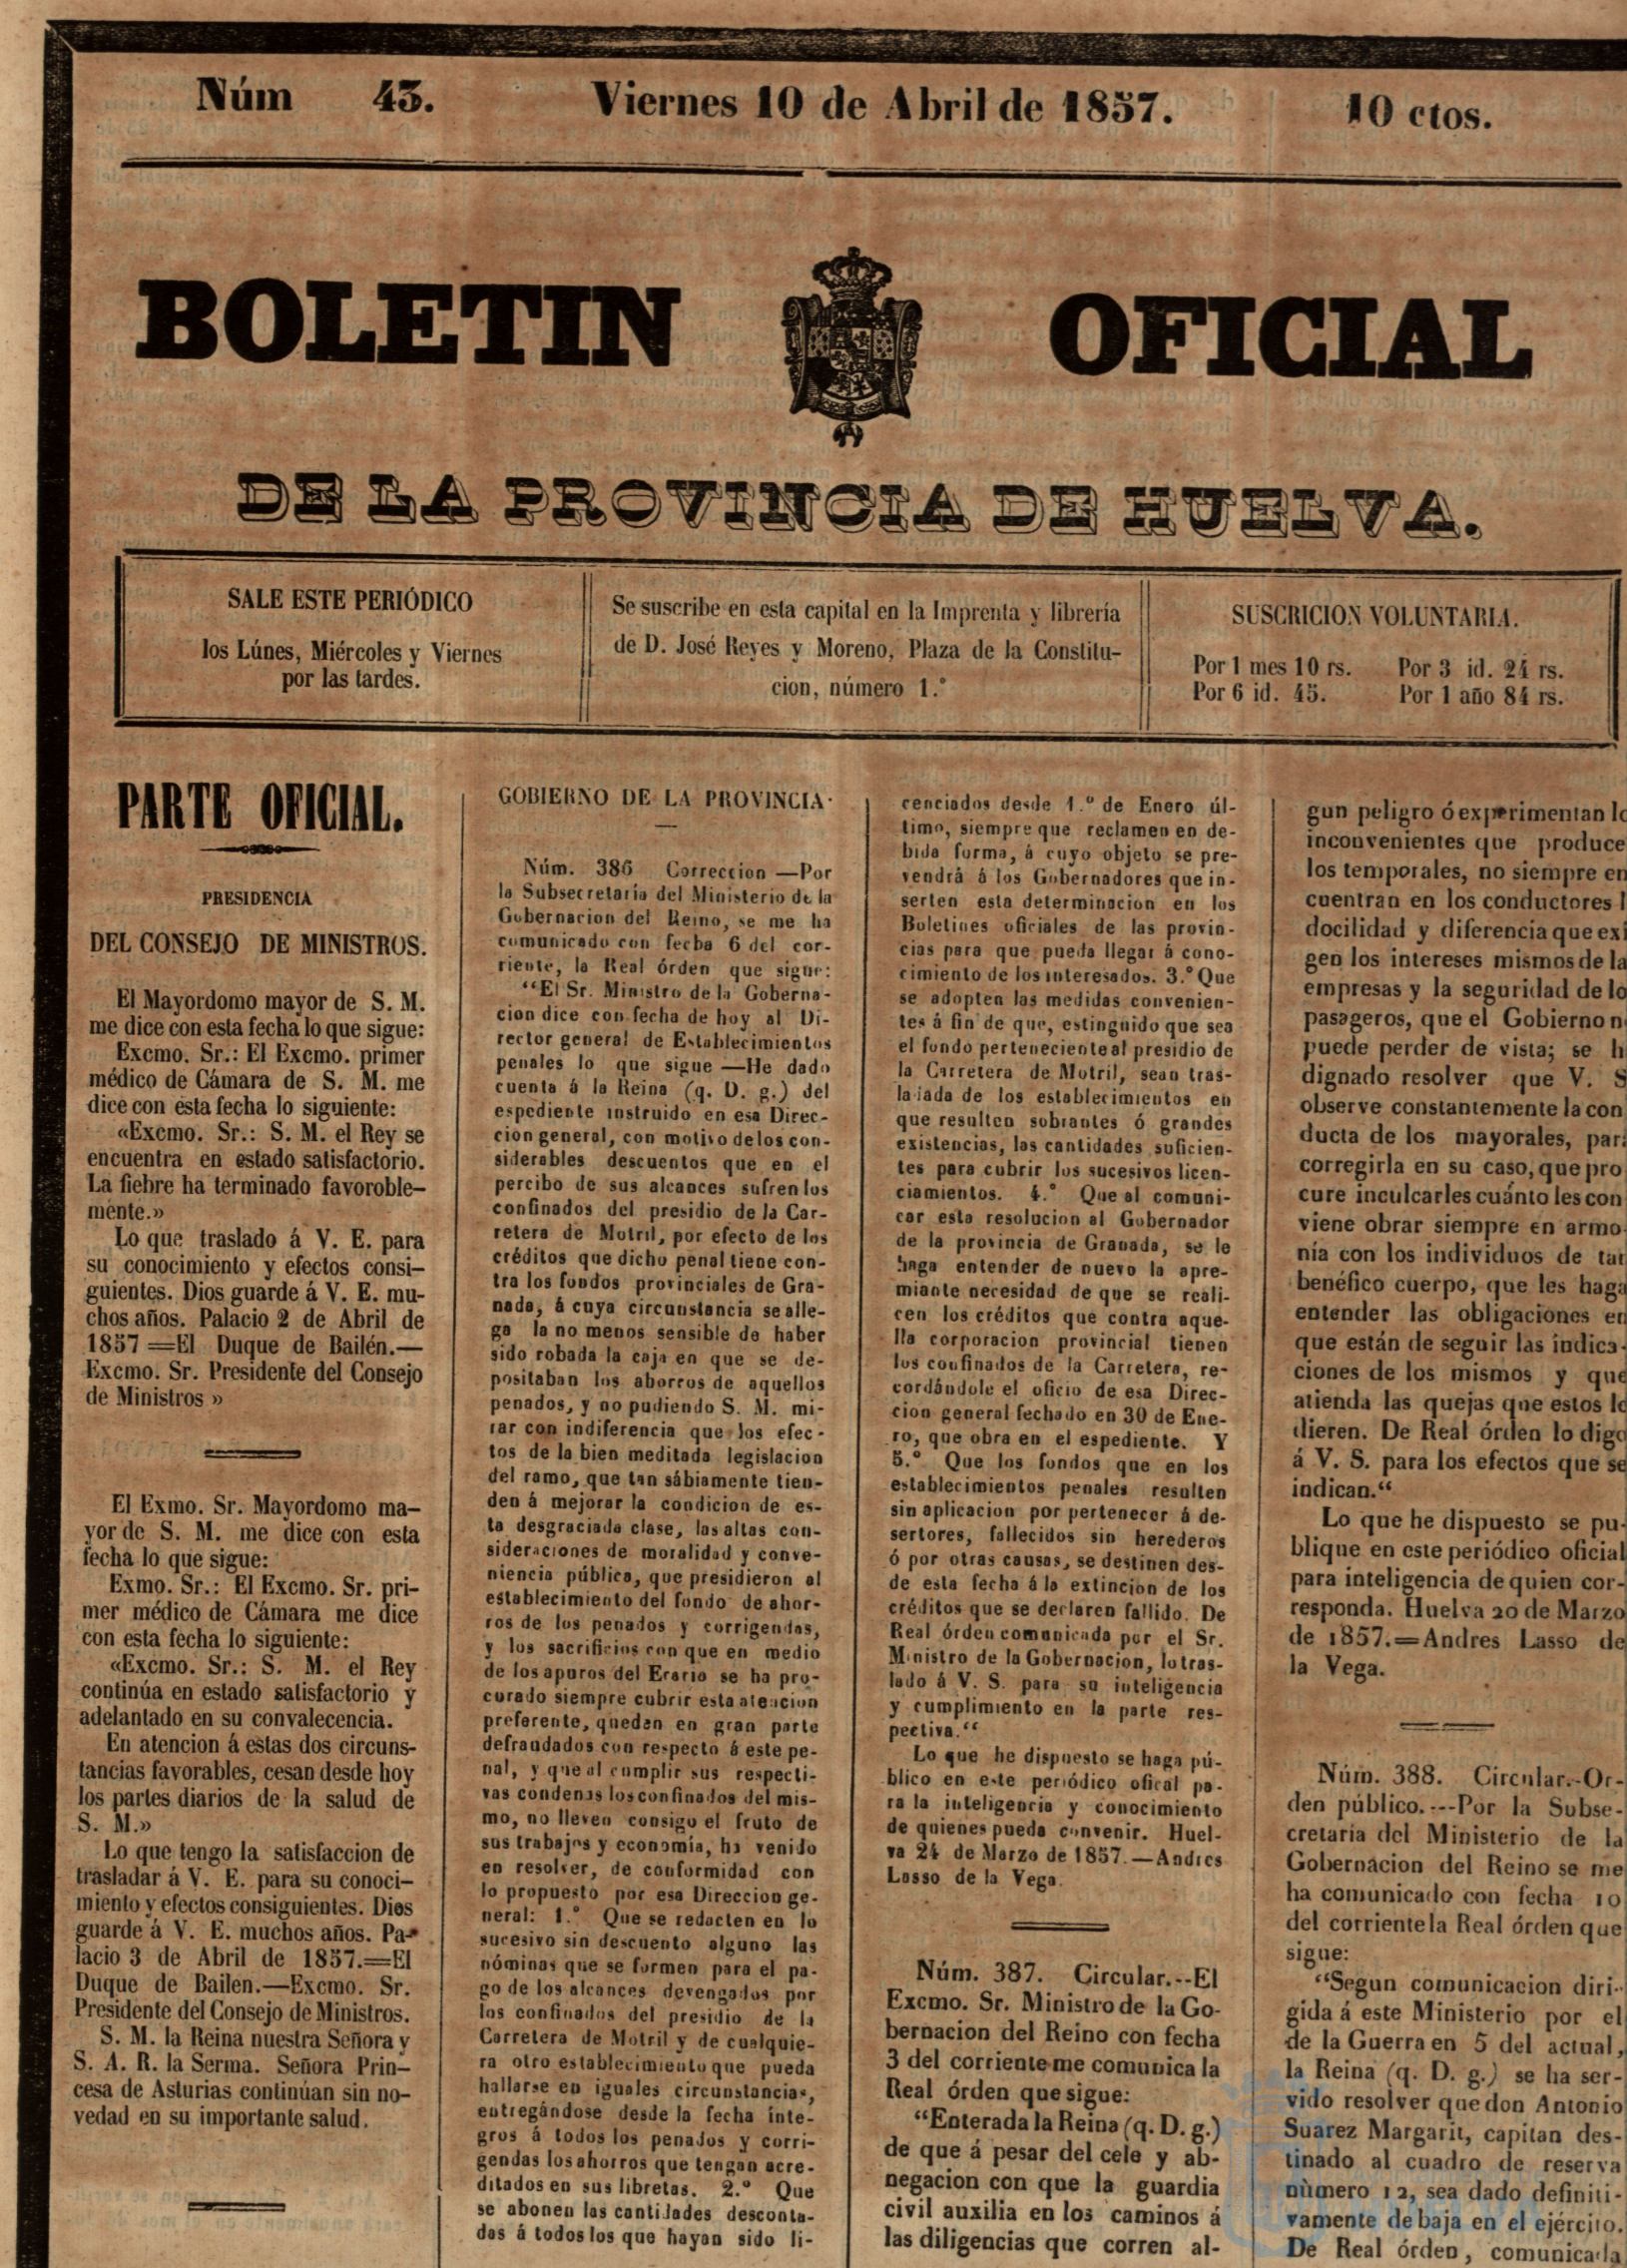 Núm 43.
Viernes 10 de Abril de 1857.
10 ctos.
BOLETIN OFICIAL
DE LA PROVINCIA DE HUELVA.
SALE ESTE PERIÓDICO
los Lúnes, Miércoles y Viernes
por las tardes.
Se suscribe en esta capital en la Imprenta y librería
de D. José Reyes y Moreno, Plaza de la Constitu-
cion, número 1.°
SUSCRICION VOLUNTARIA.
Por 1 mes 10 rs. Por 3 id. 24 rs.
Por 6 id. 45. Por 1 año 84 rs.
PARTE OFICIAL.
PRESIDENCIA
DEL CONSEJO DE MINISTROS.
El Mayordomo mayor de S. M.
me dice con esta fecha lo que sigue:
Excmo. Sr.: El Excmo. primer
médico de Cámara de S. M. me
dice con esta fecha lo siguiente:
«Excmo. Sr.: S. M. el Rey se
encuentra en estado satisfactorio.
La fiebre ha terminado favoroble-
mente.»
Lo que traslado á V. E. para
su conocimiento y efectos consi-
guientes. Dios guarde á V. E. mu-
chos años. Palacio 2 de Abril de
1857=El Duque de Bailén.—
Excmo. Sr. Presidente del Consejo
de Ministros »
El Exmo. Sr. Mayordomo ma-
yor de S. M. me dice con esta
fecha lo que sigue:
Exmo. Sr.: El Excmo. Sr. pri-
mer médico de Cámara me dice
con esta fecha lo siguiente:
«Excmo. Sr.: S. M. el Rey
continúa en estado satisfactorio y
adelantado en su convalecencia.
En atencion á estas dos circuns-
tancias favorables, cesan desde hoy
los partes diarios de la salud de
S. M.»
Lo que tengo la satisfaccion de
trasladar á V. E. para su conoci-
miento y efectos consiguientes. Dios
guarde á V. E. muchos años. Pa-
lacio 3 de Abril de 1857.=El
Duque de Bailen.—Excmo. Sr.
Presidente del Consejo de Ministros.
S. M. la Reina nuestra Señora y
S. A. R. la Serma. Señora Prin-
cesa de Asturias continúan sin no-
vedad en su importante salud.
GOBIERNO DE LA PROVINCIA.
Núm. 386 Correccion —Por
la Subsecretaría del Ministerio de la
Gobernacion del Reino, se me ha
comunicado con fecha 6 del cor-
riente, la Real órden que sigue:
“El Sr. Ministro de la Goberna-
cion dice con fecha de hoy al Di-
rector general de Establecimientos
penales lo que sigue —He dado
cuenta á la Reina (q. D. g.) del
espediente instruido en esa Direc-
cion general, con motivo de los con-
siderables descuentos que en el
percibo de sus alcances sufren los
confinados del presidio de la Car-
retera de Motril, por efecto de los
créditos que dicho penal tiene con-
tra los fondos provinciales de Gra-
nada, á cuya circunstancia se alle-
ga la no menos sensible de haber
sido robada la caja en que se de-
positaban los ahorros de aquellos
penados, y no pudiendo S. M. mi-
rar con indiferencia que los efec-
tos de la bien meditada legislacion
del ramo, que tan sábiamente tien-
den á mejorar la condicion de es-
ta desgraciada clase, las altas con-
sideraciones de moralidad y conve-
niencia pública, que presidieron al
establecimiento del fondo de ahor-
ros de los penados y corrigendas,
y los sacrificios con que en medio
de los apuros del Erario se ha pro-
curado siempre cubrir esta atencion
preferente, quedan en gran parte
defraudados con respecto á este pe-
nal, y que al cumplir sus respecti-
vas condenas los confinados del mis-
mo, no lleven consigo el fruto de
sus trabajos y economía, ha venido
en resolver, de conformidad con
lo propuesto por esa Direccion ge-
neral: 1.° Que se redacten en lo
sucesivo sin descuento alguno las
nóminas que se formen para el pa-
go de los alcances devengados por
los confinados del presidio de la
Carretera de Motril y de cualquie-
ra otro establecimiento que pueda
hallarse en iguales circunstancias,
entregándose desde la fecha ínte-
gros á todos los penados y corri-
gendas los ahorros que tengan acre-
ditados en sus libretas. 2.° Que
se abonen las cantidades desconta-
das á todos los que hayan sido li-
cenciados desde 1.° de Enero úl-
timo, siempre que reclamen en de-
bida forma, á cuyo objeto se pre-
vendrá á los Gobernadores que in-
serten esta determinacion en los
Boletines oficiales de las provin-
cias para que pueda llegar á cono-
cimiento de los interesados. 3.° Que
se adopten las medidas convenien-
tes á fin de que, estinguido que sea
el fondo perteneciente al presidio de
la Carretera de Motril, sean tras-
ladada de los establecimientos en
que resulten sobrantes ó grandes
existencias, las cantidades suficien-
tes para cubrir los sucesivos licen-
ciamientos. 4.° Que al comuni-
car esta resolucion al Gobernador
de la provincia de Granada, se le
haga entender de nuevo la apre-
miante necesidad de que se reali-
cen los créditos que contra aque-
lla corporacion provincial tienen
los confinados de la Carretera, re-
cordándole el oficio de esa Direc-
cion general fechado en 30 de Ene-
ro, que obra en el espediente. Y
5.° Que los fondos que en los
establecimientos penales resulten
sin aplicacion por pertenecer á de-
sertores, fallecidos sin herederos
ó por otras causas, se destinen des-
de esta fecha á la extincion de los
créditos que se declaren fallido. De
Real órden comunicada por el Sr.
Ministro de la Gobernacion, lo tras-
lado á V. S. para su inteligencia
y cumplimiento en la parte res-
pectiva.“
Lo que he dispuesto se haga pú-
blico en este periódico ofical pa-
ra la inteligencia y conocimiento
de quienes pueda convenir. Huel-
va 24 de Marzo de 1857.—Andres
Lasso de la Vega.
Núm. 387. Circular.--El
Excmo. Sr. Ministro de la Go-
bernacion del Reino con fecha
3 del corriente me comunica la
Real órden que sigue:
“Enterada la Reina (q. D. g.)
de que á pesar del cele y ab-
negacion con que la guardia
civil auxilia en los caminos á
las diligencias que corren al-
gun peligro ó experimentan lo
inconvenientes que produce
los temporales, no siempre en
cuentran en los conductores l
docilidad y diferencia que exi
gen los intereses mismos de la
empresas y la seguridad de lo
pasageros, que el Gobierno n
puede perder de vista; se h
dignado resolver que V. S
observe constantemente la con
ducta de los mayorales, par
corregirla en su caso, que pro
cure inculcarles cuánto les con
viene obrar siempre en armo-
nía con los individuos de tan
benéfico cuerpo, que les haga
entender las obligaciones en
que están de seguir las indica-
ciones de los mismos y que
atienda las quejas que estos le
dieren. De Real órden lo digo
á V. S. para los efectos que se
indican.“
Lo que he dispuesto se pu-
blique en este periódico oficial
para inteligencia de quien cor-
responda. Huelva 20 de Marzo
de 1857.=Andres Lasso de
la Vega.
Núm. 388. Circular.-Or-
den público.---Por la Subse-
cretaría del Ministerio de la
Gobernacion del Reino se me
ha comunicado con fecha 10
del corriente la Real órden que
sigue:
“Segun comunicacion diri-
gida á este Ministerio por el
de la Guerra en 5 del actual,
la Reina (q. D. g.) se ha ser-
vido resolver que don Antonio
Suarez Margarit, capitan des-
tinado al cuadro de reserva
nùmero 12, sea dado definiti-
vamente de baja en el ejército.
De Real órden, comunicada